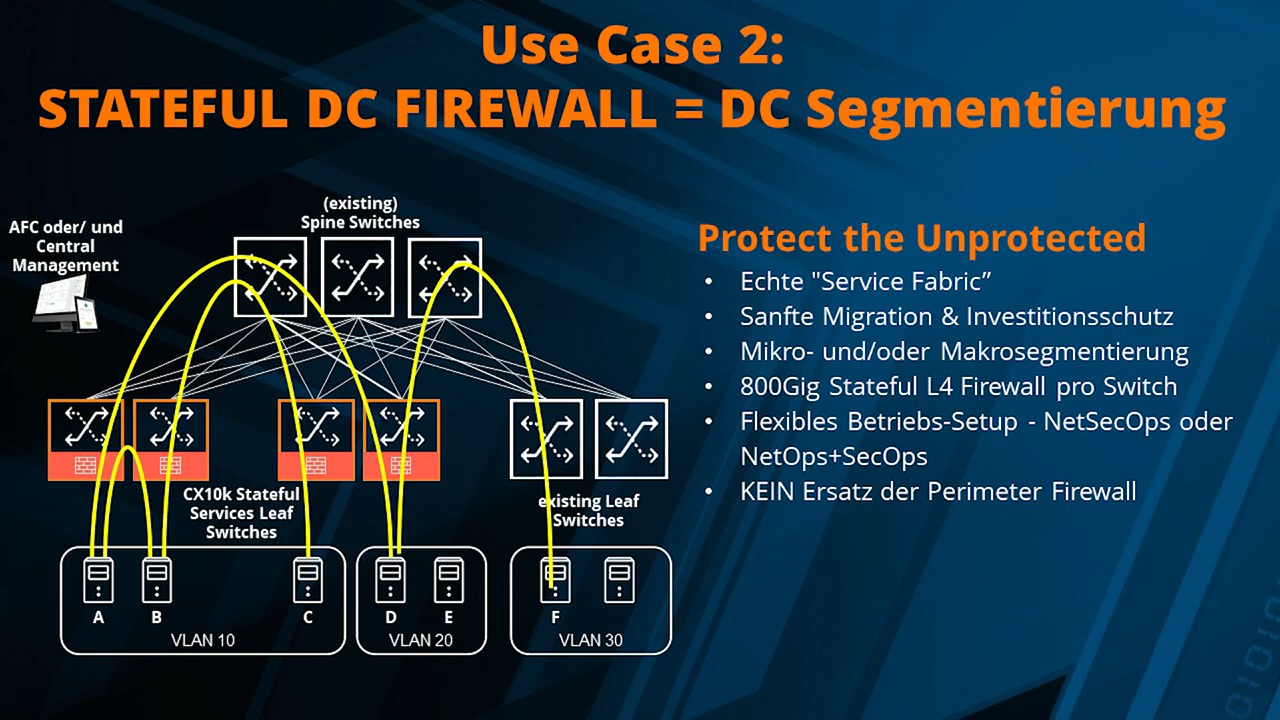 Use Case 2:
STATEFUL DC FIREWALL = DC Segmentierung
(existing)
Spine Switches
AFC oder/ und
Central
Management
CX10k Stateful
Services Leaf
Switches
existing Leaf
Switches
A
B
C
D
E
F
VLAN 10
VLAN 20
VLAN 30
Protect the Unprotected
• Echte "Service Fabric”
• Sanfte Migration & Investitionsschutz
• Mikro- und/oder Makrosegmentierung
• 800Gig Stateful L4 Firewall pro Switch
• Flexibles Betriebs-Setup - NetSecOps oder
NetOps+SecOps
• KEIN Ersatz der Perimeter Firewall
01010